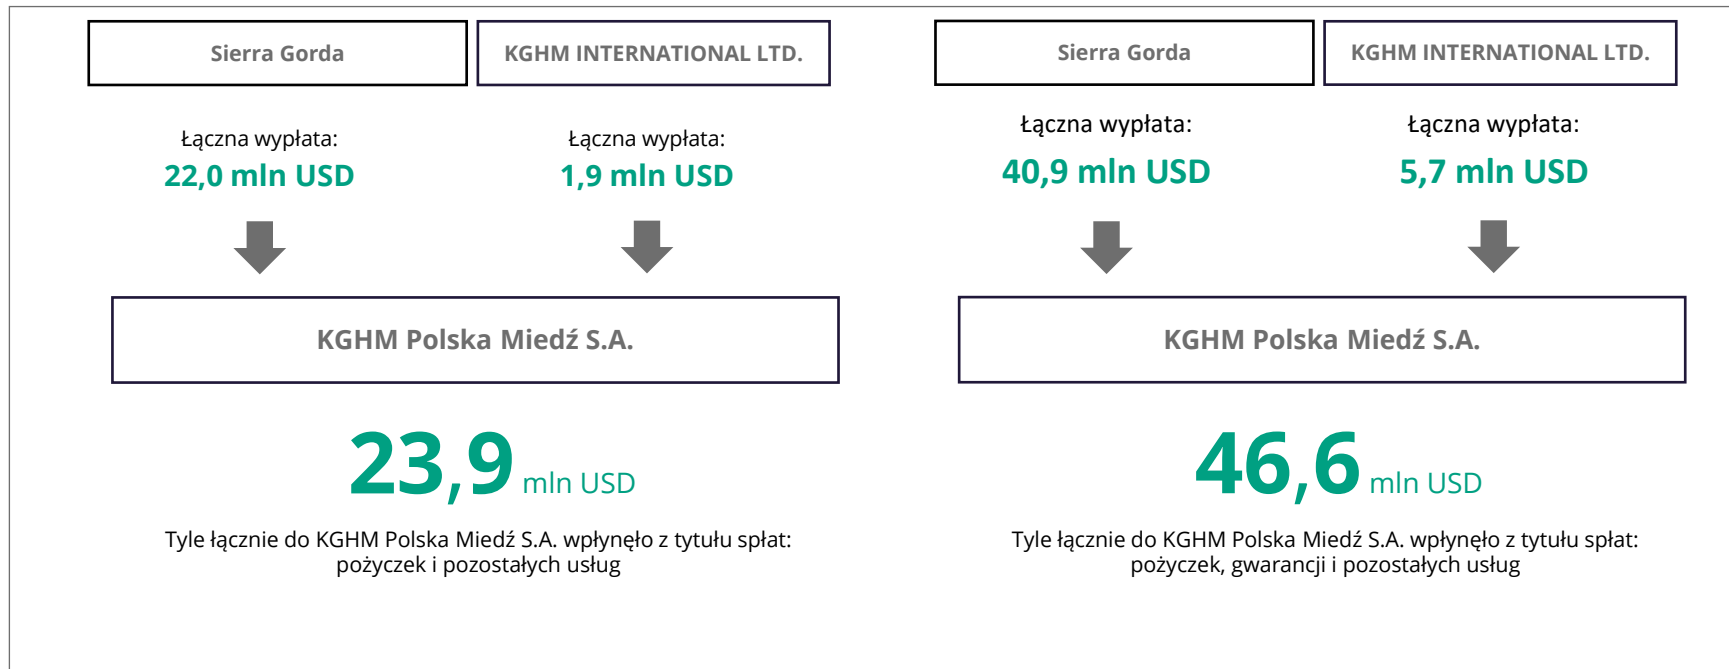 Sierra Gorda
KGHM INTERNATIONAL LTD.
Łączna wypłata:
22,0 mln USD
Łączna wypłata:
1,9 mln USD
KGHM Polska Miedź S.A.
23,9 mln USD
Tyle łącznie do KGHM Polska Miedź S.A. wpłynęło z tytułu spłat:
pożyczek i pozostałych usług
Sierra Gorda
KGHM INTERNATIONAL LTD.
Łączna wypłata:
40,9 mln USD
Łączna wypłata:
5,7 mln USD
KGHM Polska Miedź S.A.
46,6 mln USD
Tyle łącznie do KGHM Polska Miedź S.A. wpłynęło z tytułu spłat:
pożyczek, gwarancji i pozostałych usług